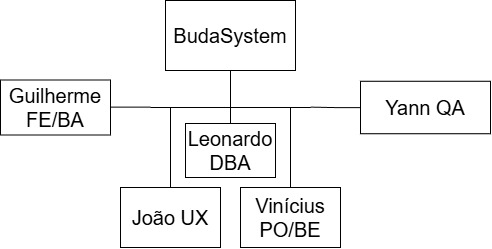 BudaSystem
Guilherme
FE/BA
Yann QA
Leonardo
DBA
João UX
Vinícius
PO/BE